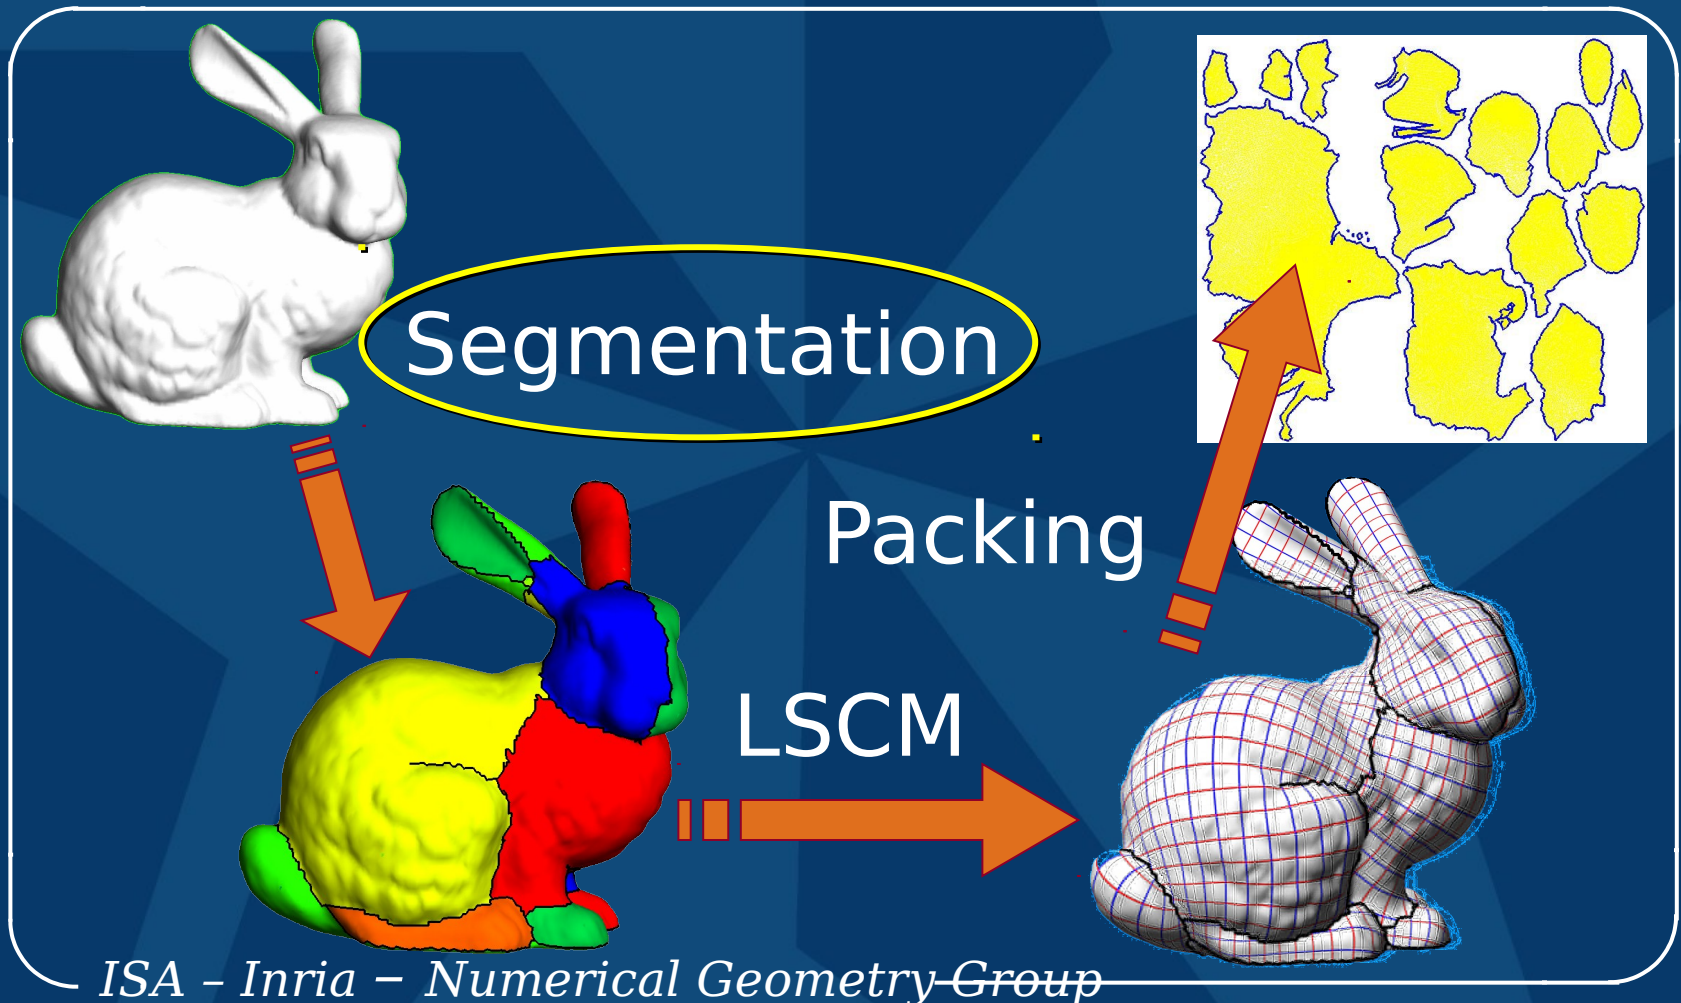 Segmentation
Packing
LSCM
ISA – Inria – Numerical Geometry Group